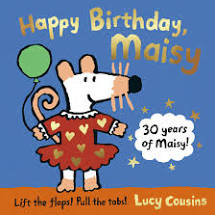 Happy Birthday,
Maisy
30 years
of Maisy!
Lift the flaps! Pull the tabs! Lucy Cousins